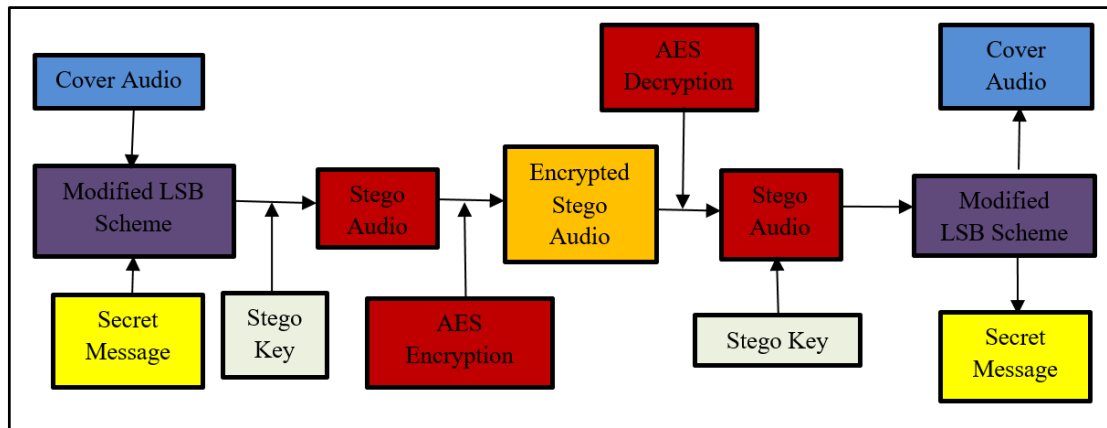 Cover Audio
Modified LSB
Scheme
Secret
Message
Stego
Key
Stego
Audio
AES
Encryption
Encrypted
Stego
Audio
AES
Decryption
Stego
Audio
Stego Key
Cover
Audio
Modified
LSB Scheme
Secret
Message